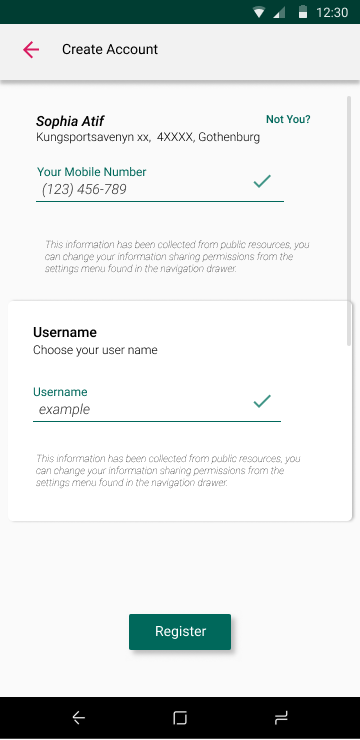 12:30
Create Account
Sophia Atif
Not You?
Kungsportsavenyn xx, 4XXXX, Gothenburg
Your Mobile Number
(123) 456-789
This information has been collected from public resources, you
can change your information sharing permissions from the
settings menu found in the navigation drawer.
Username
Choose your user name
Username
example
This information has been collected from public resources, you
can change your information sharing permissions from the
settings menu found in the navigation drawer.
Register